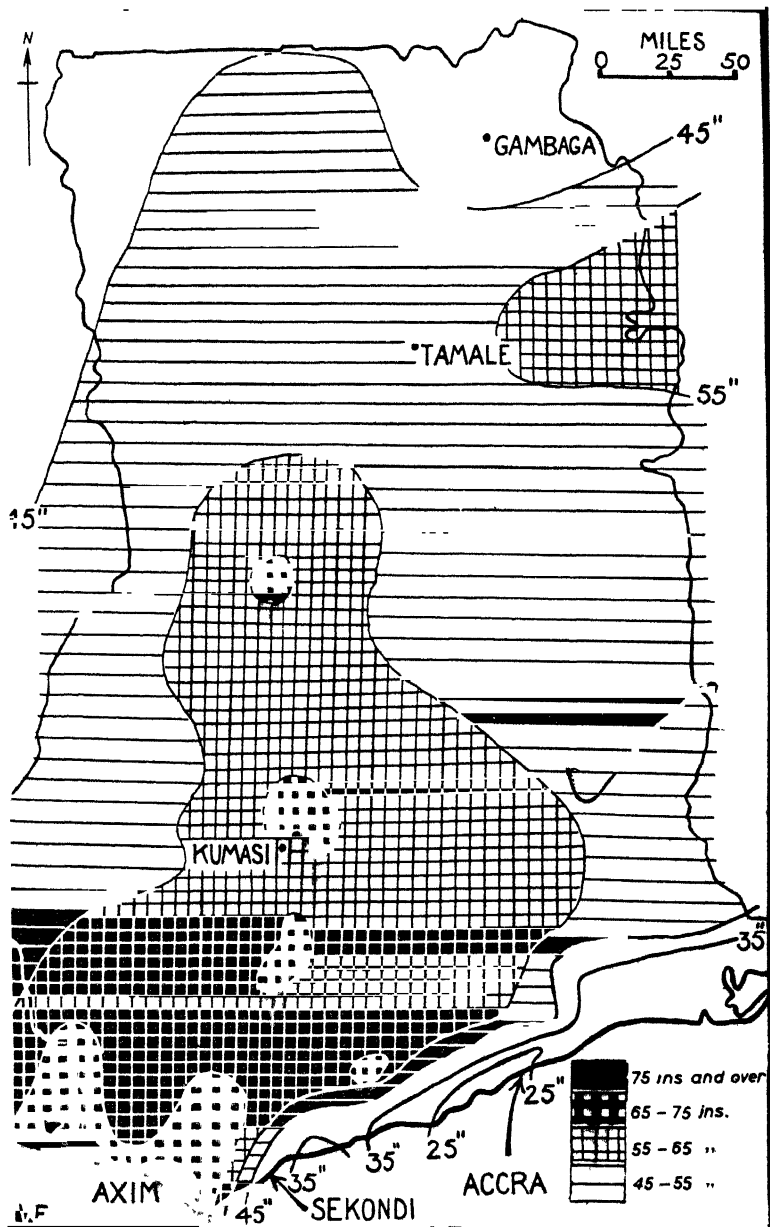 N
MILES
0 25 50
GAMBAGA
45"
TAMALE
55"
45"
KUMASI
35"
75 ins and over
65 - 75 ins.
55 - 65 "
45 - 55 "
25"
35"
35"
25"
ACCRA
AXIM
45"
SEKONDI